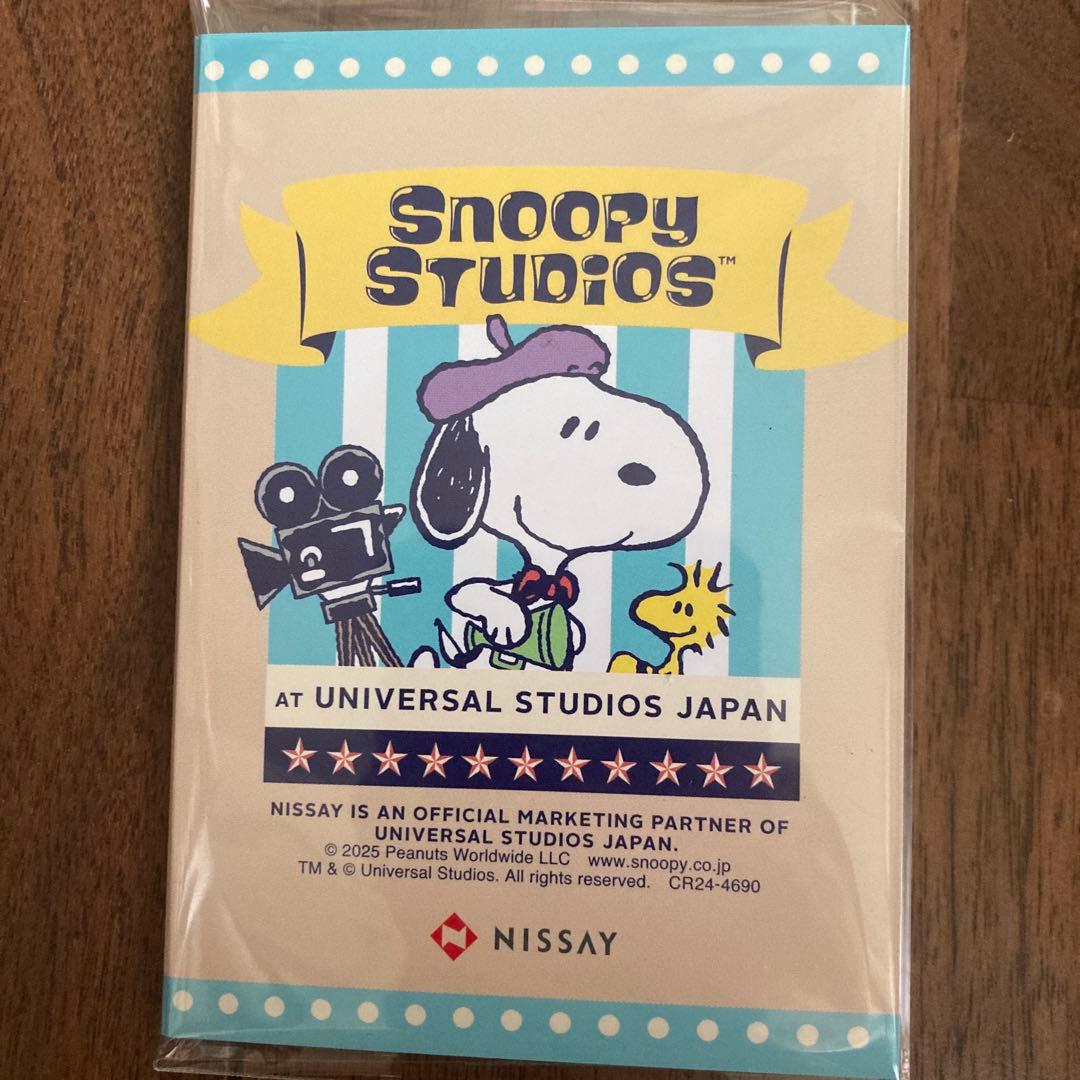 Snoopy
STUDiOS™
AT UNIVERSAL STUDIOS JAPAN
NISSAY IS AN OFFICIAL MARKETING PARTNER OF
UNIVERSAL STUDIOS JAPAN.
© 2025 Peanuts Worldwide LLC www.snoopy.co.jp
TM & © Universal Studios. All rights reserved. CR24-4690
NISSAY